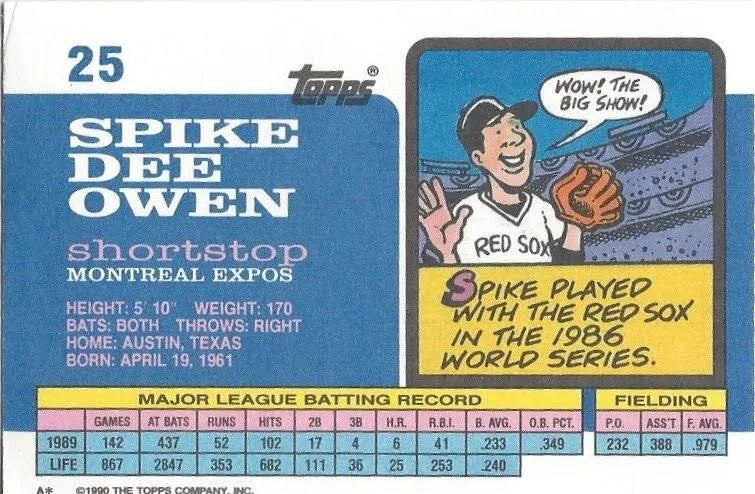 25
topps®
SPIKE
DEE
OWEN
shortstop
MONTREAL EXPOS
HEIGHT: 5' 10" WEIGHT: 170
BATS: BOTH THROWS: RIGHT
HOME: AUSTIN, TEXAS
BORN: APRIL 19, 1961
WOW! THE
BIG SHOW!
RED SOX
SPIKE PLAYED
WITH THE RED SOX
IN THE 1986
WORLD SERIES.
MAJOR LEAGUE BATTING RECORD
GAMES AT BATS RUNS HITS 2B 3B H.R. R.B.I. B. AVG. O.B. PCT.
1989 142 437 52 102 17 4 6 41 .233 .349
LIFE 867 2847 353 682 111 36 25 253 .240
FIELDING
P.O. ASS'T F. AVG.
232 388 .979
A* ©1990 THE TOPPS COMPANY, INC.